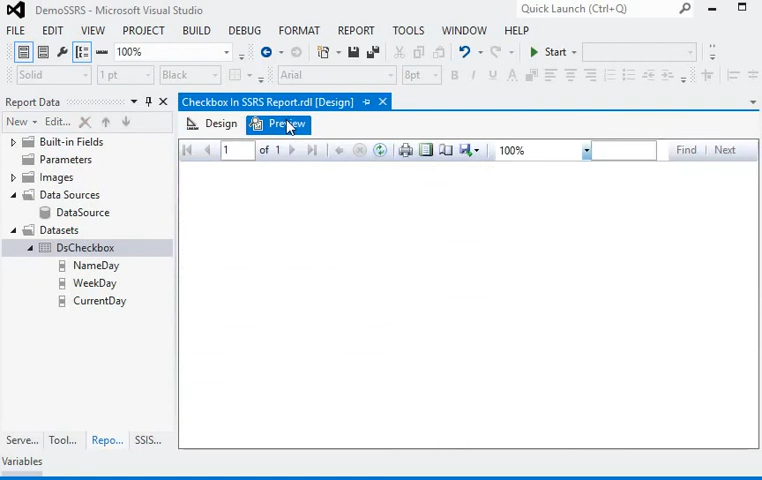 DemoSSRS - Microsoft Visual Studio
Quick Launch (Ctrl+Q)
FILE EDIT VIEW PROJECT BUILD DEBUG FORMAT REPORT TOOLS WINDOW HELP
100% Start
Solid 1 pt Black Arial 8pt B I U A
Report Data
Checkbox In SSRS Report.rdl [Design]
New Edit...
Design Preview
Built-in Fields
1 of 1 100% Find Next
Parameters
Images
Data Sources
DataSource
Datasets
DsCheckbox
NameDay
WeekDay
CurrentDay
Serve... Tool... Repo... SSIS...
Variables